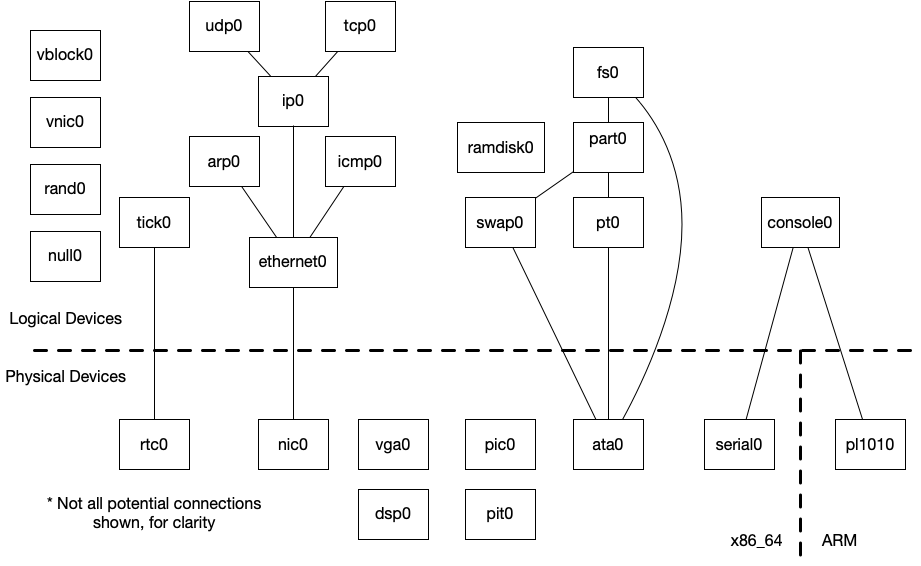 udp0
tcp0
vblock0
fs0
ip0
vnic0
part0
ramdisk0
arp0
icmp0
rand0
tick0
swap0
pt0
console0
null0
ethernet0
Logical Devices
Physical Devices
rtc0
nic0
vga0
pic0
ata0
serial0
pl1010
* Not all potential connections
shown, for clarity
dsp0
pit0
x86_64
ARM